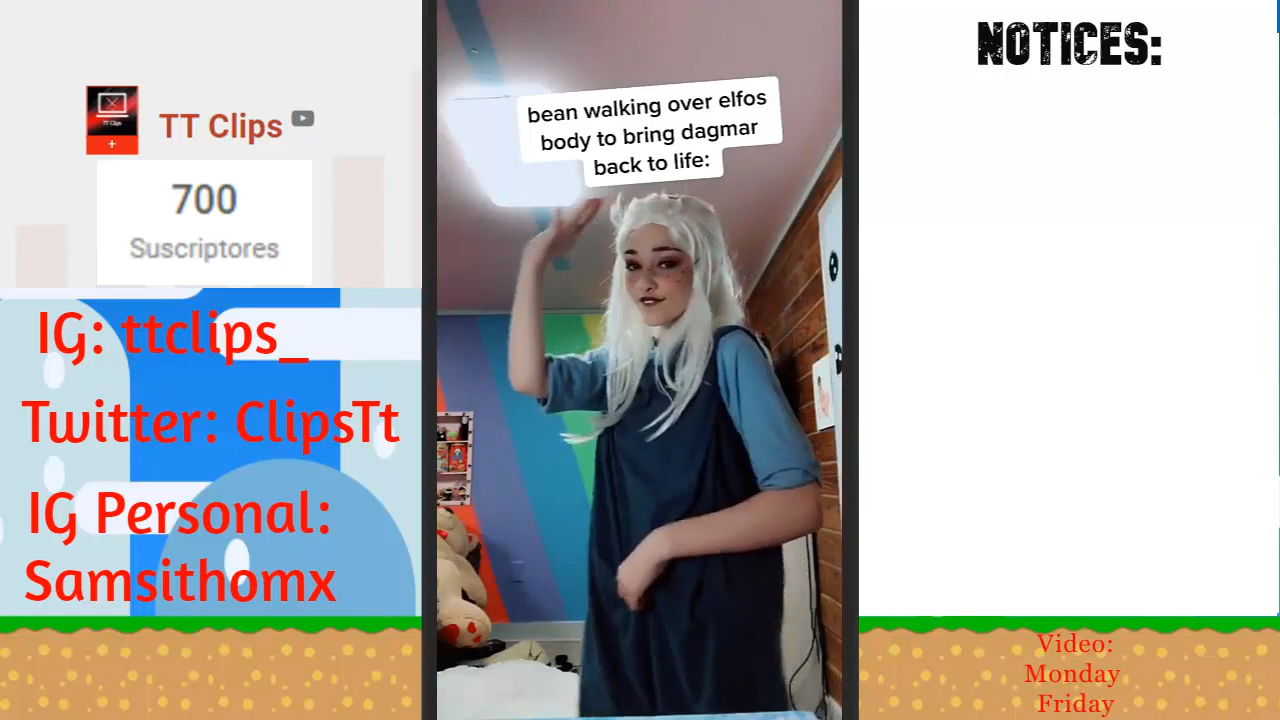 TT Clips
700
Suscriptores
IG: ttclips_
Twitter: ClipsTt
IG Personal:
Samsithomx
bean walking over elfos
body to bring dagmar
back to life:
NOTICES:
Video:
Monday
Friday